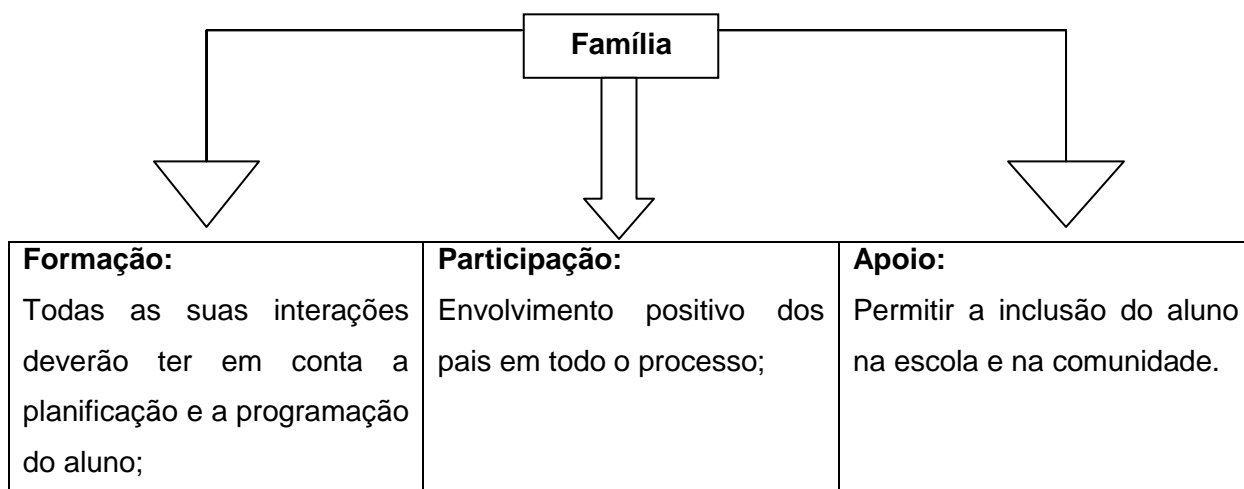 Família
Formação:
Todas as suas interações
deverão ter em conta a
planificação e a programação
do aluno;
Participação:
Envolvimento positivo dos
pais em todo o processo;
Apoio:
Permitir a inclusão do aluno
na escola e na comunidade.